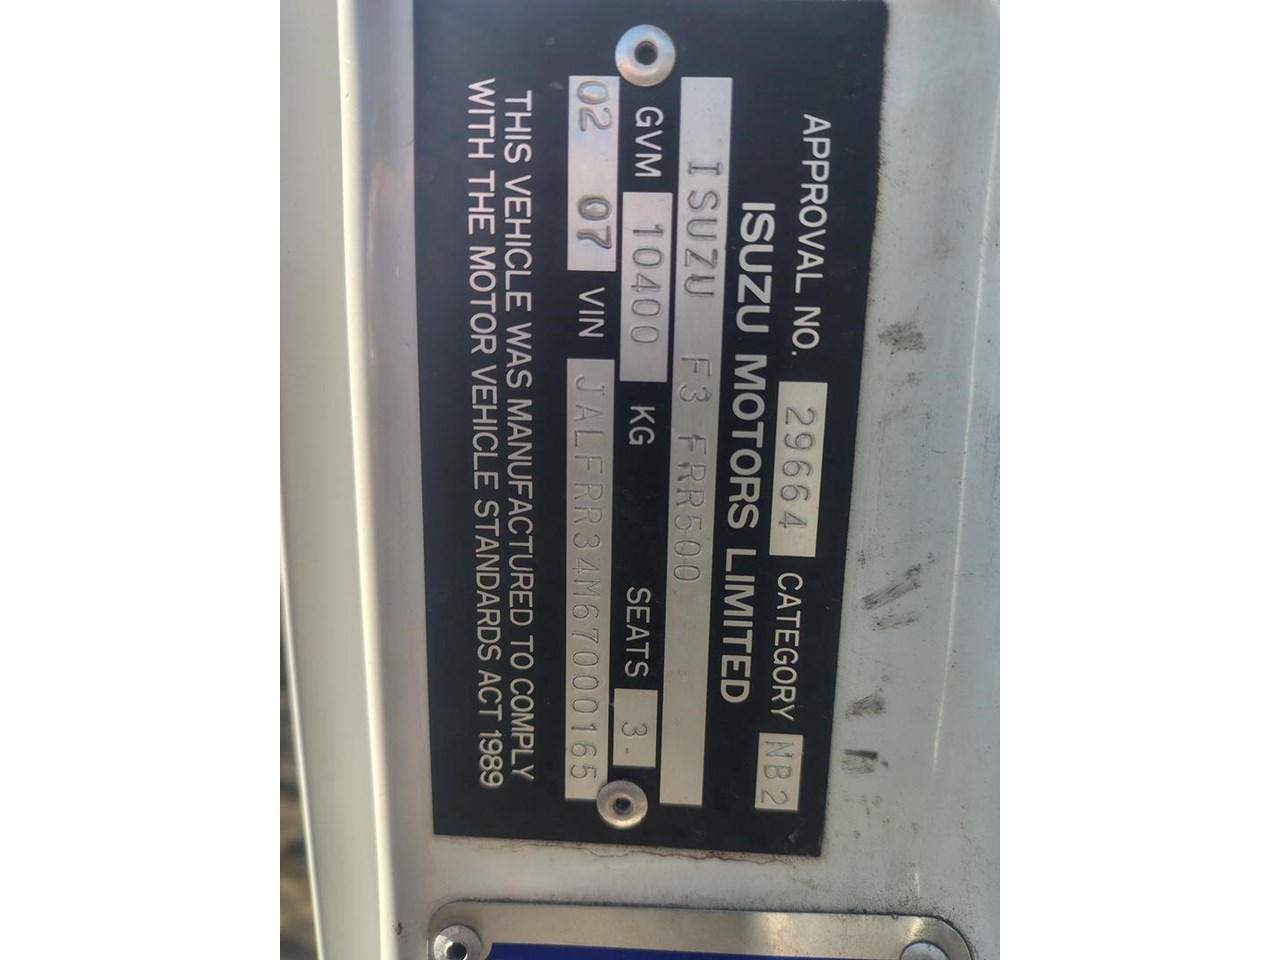 APPROVAL NO. 29664 CATEGORY NB2
ISUZU MOTORS LIMITED
ISUZU F3 FRR500
GVM 10400 KG SEATS 3.
02 07 VIN JALFRR34M67000165
THIS VEHICLE WAS MANUFACTURED TO COMPLY
WITH THE MOTOR VEHICLE STANDARDS ACT 1989